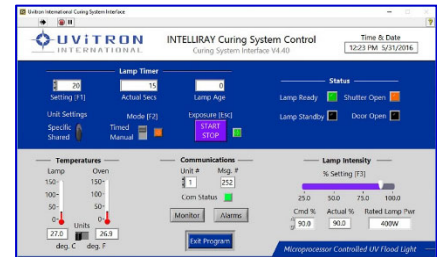 Uvitron International Curing System Interface
UViTRON
INTERNATIONAL
INTELLIRAY Curing System Control
Curing System Interface V4.40
Time & Date
12:23 PM 5/31/2016
Lamp Timer
20 15 0
Setting [F1] Actual Secs Lamp Age
Unit Settings Mode [F2] Exposure [Esc]
Specific Timed START
Shared Manual STOP
Status
Lamp Ready Shutter Open
Lamp Standby Door Open
Temperatures
Lamp Oven
150- 150-
100- 100-
50- 50-
0- 0-
Units
27.0 26.9
deg. C deg. F
Communications
Unit # Msg. #
1 252
Com Status
Monitor Alarms
Exit Program
Lamp Intensity
% Setting [F3]
25.0 50.0 75.0 100.0
Cmd % Actual % Rated Lamp Pwr
90.0 90.0 400W
Microprocessor Controlled UV Flood Light